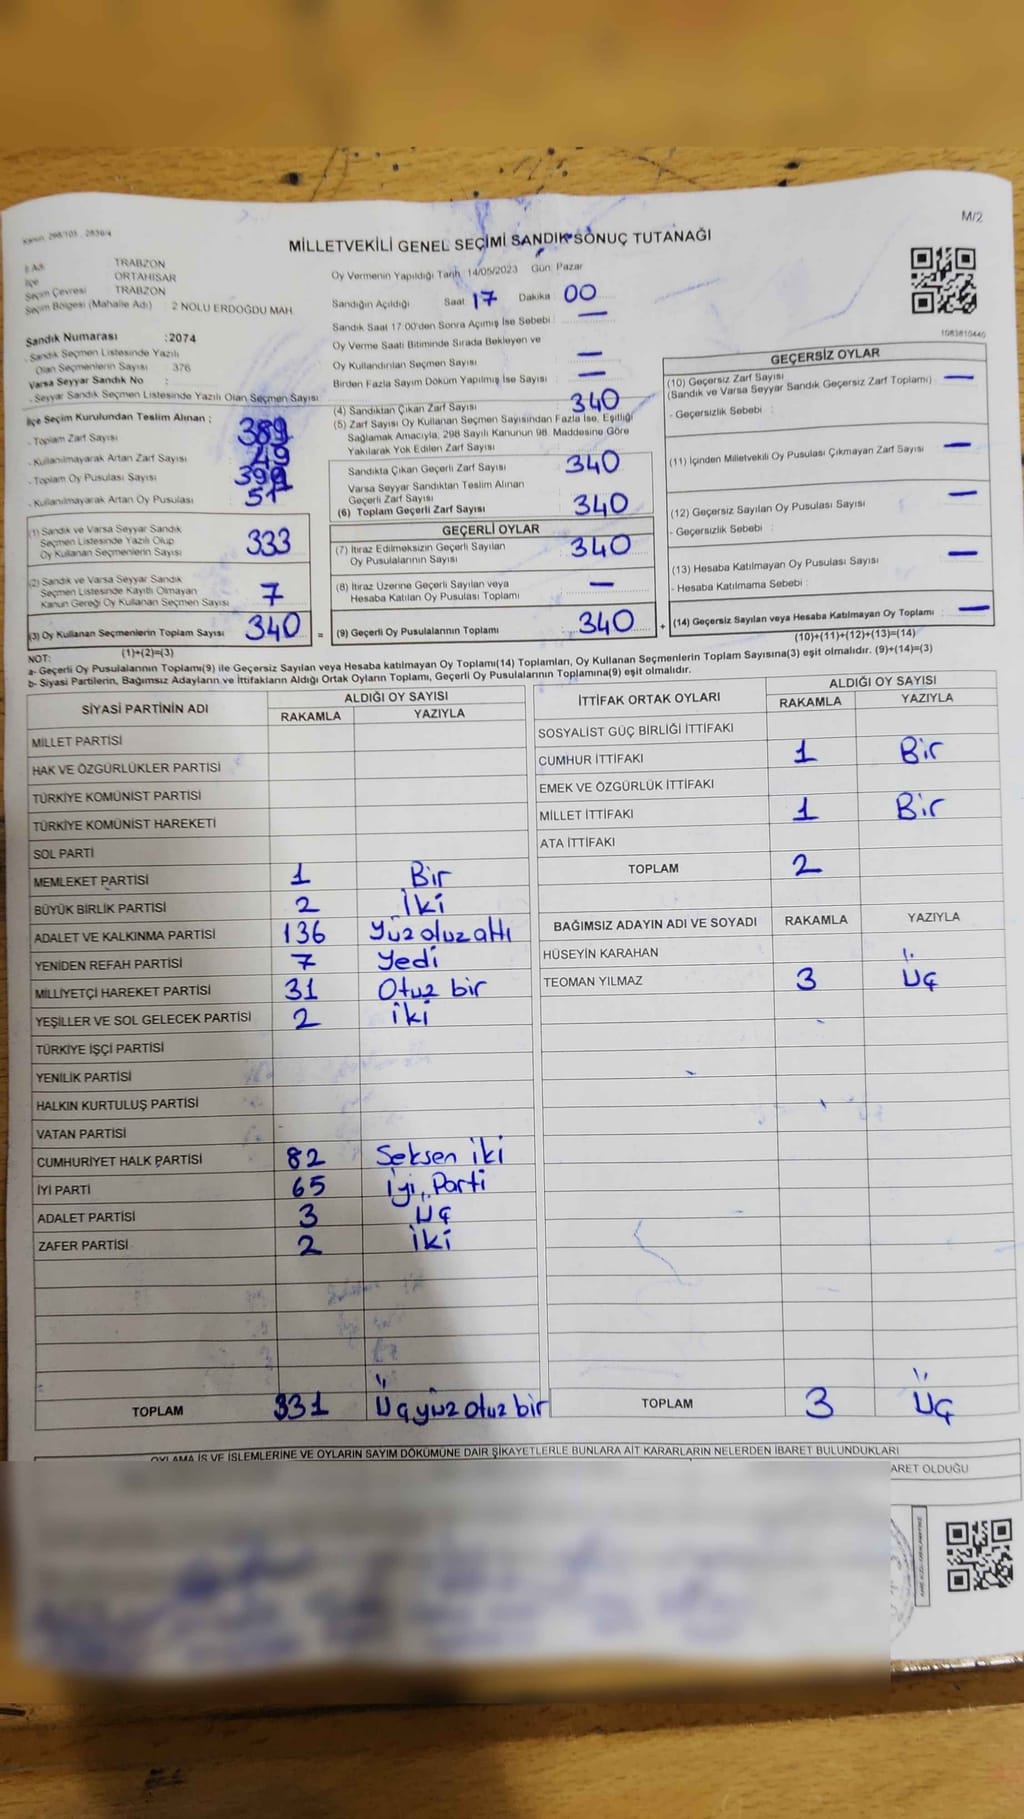 Kanun: 298/105 , 2839/4
M/2
MİLLETVEKİLİ GENEL SEÇİMİ SANDIK SONUÇ TUTANAĞI
İl Adı TRABZON
İlçe ORTAHİSAR
Seçim Çevresi TRABZON
Seçim Bölgesi (Mahalle Adı) : 2 NOLU ERDOĞDU MAH.
Sandık Numarası :2074
- Sandık Seçmen Listesinde Yazılı
Olan Seçmenlerin Sayısı 376
Varsa Seyyar Sandık No :
- Seyyar Sandık Seçmen Listesinde Yazılı Olan Seçmen Sayısı
İlçe Seçim Kurulundan Teslim Alınan ;
- Toplam Zarf Sayısı 389
- Kullanılmayarak Artan Zarf Sayısı 49
- Toplam Oy Pusulası Sayısı
- Kullanılmayarak Artan Oy Pusulası 51
(1) Sandık ve Varsa Seyyar Sandık
Seçmen Listesinde Yazılı Olup
Oy Kullanan Seçmenlerin Sayısı 333
(2) Sandık ve Varsa Seyyar Sandık
Seçmen Listesinde Kayıtlı Olmayan
Kanun Gereği Oy Kullanan Seçmen Sayısı 7
(3) Oy Kullanan Seçmenlerin Toplam Sayısı 340 =
(1)+(2)=(3)
Oy Vermenin Yapıldığı Tarih 14/05/2023 Gün: Pazar
Sandığın Açıldığı Saat 17 Dakika 00
Sandık Saat 17:00'den Sonra Açımış İse Sebebi : —
Oy Verme Saati Bitiminde Sırada Bekleyen ve
Oy Kullandırılan Seçmen Sayısı —
Birden Fazla Sayım Döküm Yapılmış İse Sayısı : —
(4) Sandıktan Çıkan Zarf Sayısı 340
(5) Zarf Sayısı Oy Kullanan Seçmen Sayısından Fazla İse, Eşitliği
Sağlamak Amacıyla, 298 Sayılı Kanunun 98. Maddesine Göre
Yakılarak Yok Edilen Zarf Sayısı
Sandıkta Çıkan Geçerli Zarf Sayısı 340
Varsa Seyyar Sandıktan Teslim Alınan
Geçerli Zarf Sayısı
(6) Toplam Geçerli Zarf Sayısı 340
GEÇERLİ OYLAR
(7) İtiraz Edilmeksizin Geçerli Sayılan
Oy Pusulalarının Sayısı 340
(8) İtiraz Üzerine Geçerli Sayılan veya
Hesaba Katılan Oy Pusulası Toplamı —
(9) Geçerli Oy Pusulalarının Toplamı : 340 +
1083810440
GEÇERSİZ OYLAR
(10) Geçersiz Zarf Sayısı —
(Sandık ve Varsa Seyyar Sandık Geçersiz Zarf Toplamı)
- Geçersizlik Sebebi :
(11) İçinden Milletvekili Oy Pusulası Çıkmayan Zarf Sayısı —
(12) Geçersiz Sayılan Oy Pusulası Sayısı —
- Geçersizlik Sebebi :
(13) Hesaba Katılmayan Oy Pusulası Sayısı —
- Hesaba Katılmama Sebebi :
(14) Geçersiz Sayılan veya Hesaba Katılmayan Oy Toplamı : —
(10)+(11)+(12)+(13)=(14)
NOT:
a- Geçerli Oy Pusulalarının Toplamı(9) ile Geçersiz Sayılan veya Hesaba katılmayan Oy Toplamı(14) Toplamları, Oy Kullanan Seçmenlerin Toplam Sayısına(3) eşit olmalıdır. (9)+(14)=(3)
b- Siyasi Partilerin, Bağımsız Adayların ve İttifakların Aldığı Ortak Oyların Toplamı, Geçerli Oy Pusulalarının Toplamına(9) eşit olmalıdır.
SİYASİ PARTİNİN ADI ALDIĞI OY SAYISI
RAKAMLA YAZIYLA
MİLLET PARTİSİ
HAK VE ÖZGÜRLÜKLER PARTİSİ
TÜRKİYE KOMÜNİST PARTİSİ
TÜRKİYE KOMÜNİST HAREKETİ
SOL PARTİ
MEMLEKET PARTİSİ 1 Bir
BÜYÜK BİRLİK PARTİSİ 2 İki
ADALET VE KALKINMA PARTİSİ 136 Yüz otuz altı
YENİDEN REFAH PARTİSİ 7 Yedi
MİLLİYETÇİ HAREKET PARTİSİ 31 Otuz bir
YEŞİLLER VE SOL GELECEK PARTİSİ 2 İki
TÜRKİYE İŞÇİ PARTİSİ
YENİLİK PARTİSİ
HALKIN KURTULUŞ PARTİSİ
VATAN PARTİSİ
CUMHURİYET HALK PARTİSİ 82 Seksen iki
İYİ PARTİ 65 İyi Parti
ADALET PARTİSİ 3 Üç
ZAFER PARTİSİ 2 İki
TOPLAM 331 Üçyüz otuz bir
İTTİFAK ORTAK OYLARI ALDIĞI OY SAYISI
RAKAMLA YAZIYLA
SOSYALİST GÜÇ BİRLİĞİ İTTİFAKI
CUMHUR İTTİFAKI 1 Bir
EMEK VE ÖZGÜRLÜK İTTİFAKI
MİLLET İTTİFAKI 1 Bir
ATA İTTİFAKI
TOPLAM 2
BAĞIMSIZ ADAYIN ADI VE SOYADI RAKAMLA YAZIYLA
HÜSEYİN KARAHAN
TEOMAN YILMAZ 3 Üç
TOPLAM 3 Üç
OYLAMA İŞ VE İŞLEMLERİNE VE OYLARIN SAYIM DÖKÜMÜNE DAİR ŞİKAYETLERLE BUNLARA AİT KARARLARIN NELERDEN İBARET BULUNDUKLARI
ARET OLDUĞU